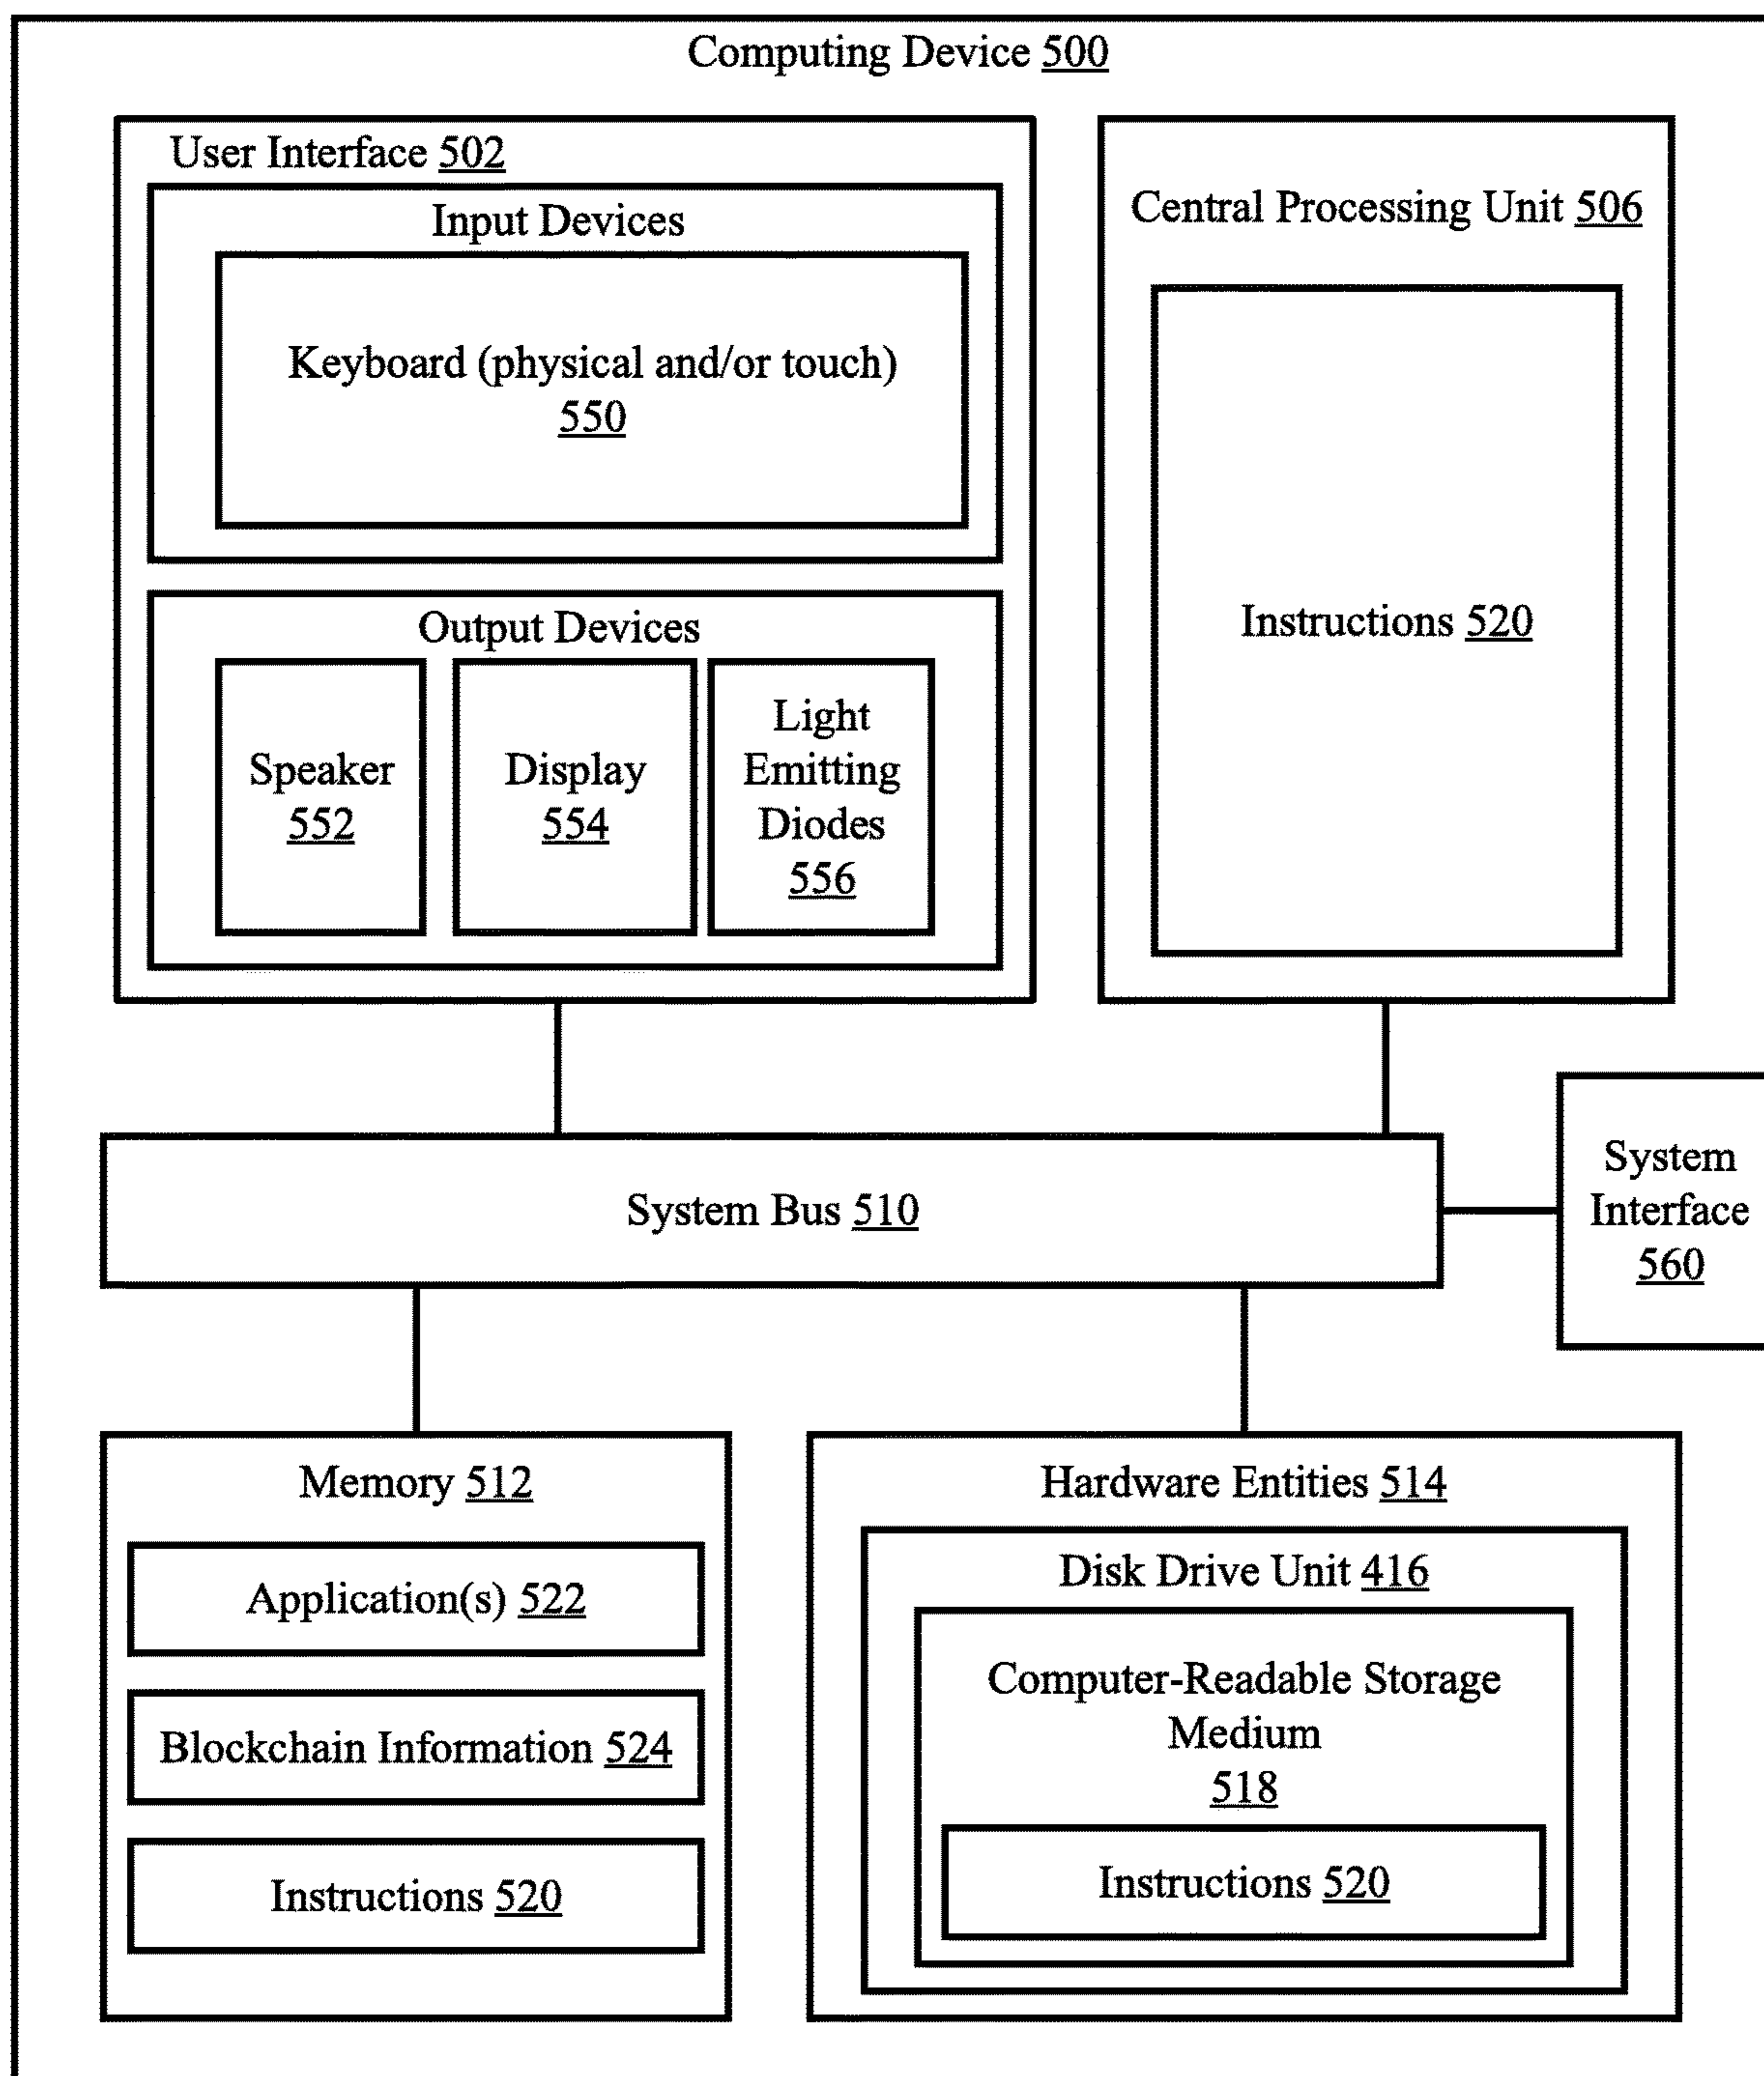 Computing Device 500
User Interface 502
Input Devices
Keyboard (physical and/or touch)
550
Output Devices
Speaker
552
Display
554
Light
Emitting
Diodes
556
Central Processing Unit 506
Instructions 520
System Bus 510
System
Interface
560
Memory 512
Application(s) 522
Blockchain Information 524
Instructions 520
Hardware Entities 514
Disk Drive Unit 416
Computer-Readable Storage
Medium
518
Instructions 520